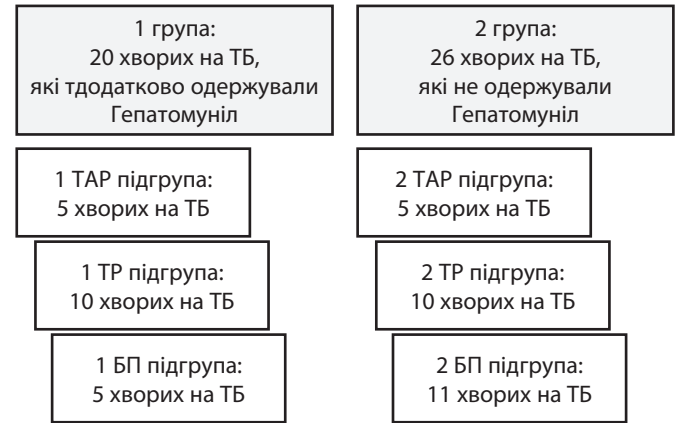 1 група:
20 хворих на ТБ,
які тдодатково одержували
Гепатомуніл
2 група:
26 хворих на ТБ,
які не одержували
Гепатомуніл
1 ТАР підгрупа:
5 хворих на ТБ
2 ТАР підгрупа:
5 хворих на ТБ
1 ТР підгрупа:
10 хворих на ТБ
2 ТР підгрупа:
10 хворих на ТБ
1 БП підгрупа:
5 хворих на ТБ
2 БП підгрупа:
11 хворих на ТБ